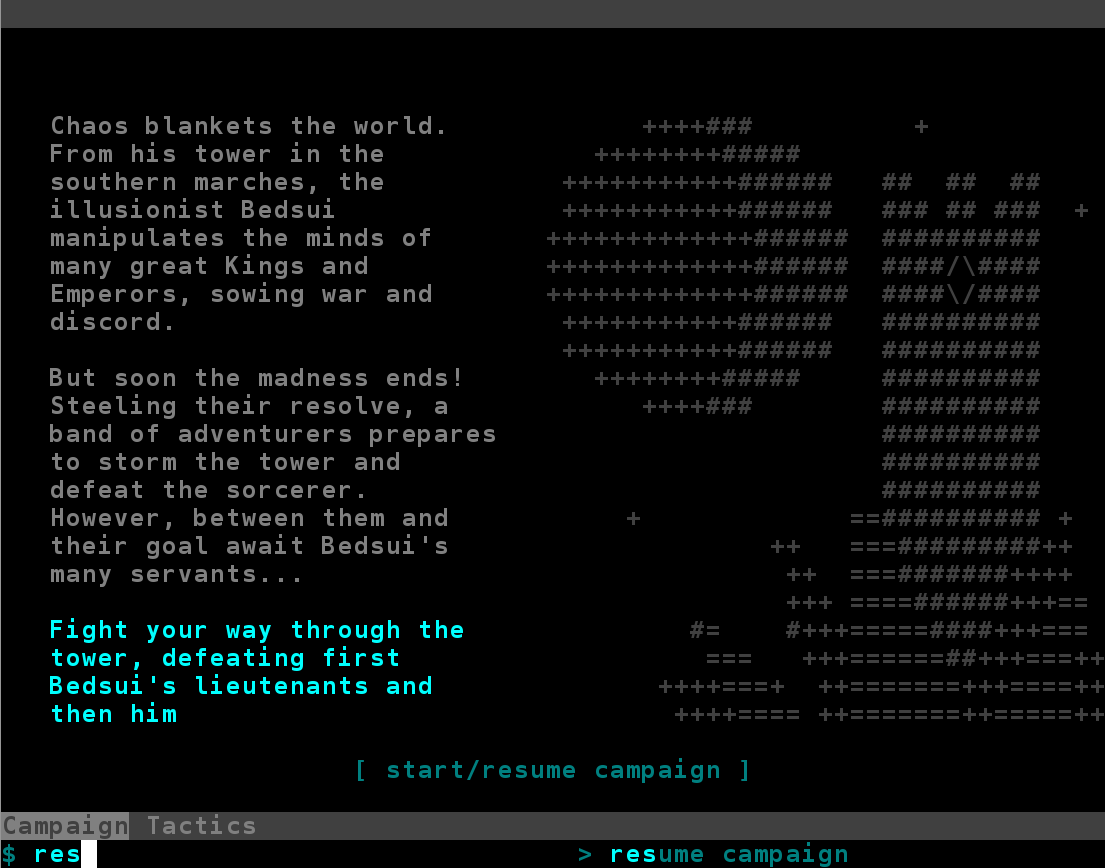 Chaos blankets the world.
From his tower in the
southern marches, the
illusionist Bedsui
manipulates the minds of
many great Kings and
Emperors, sowing war and
discord.
But soon the madness ends!
Steeling their resolve, a
band of adventurers prepares
to storm the tower and
defeat the sorcerer.
However, between them and
their goal await Bedsui's
many servants...
Fight your way through the
tower, defeating first
Bedsui's lieutenants and
then him
[ start/resume campaign ]
Campaign Tactics
$ res
> resume campaign